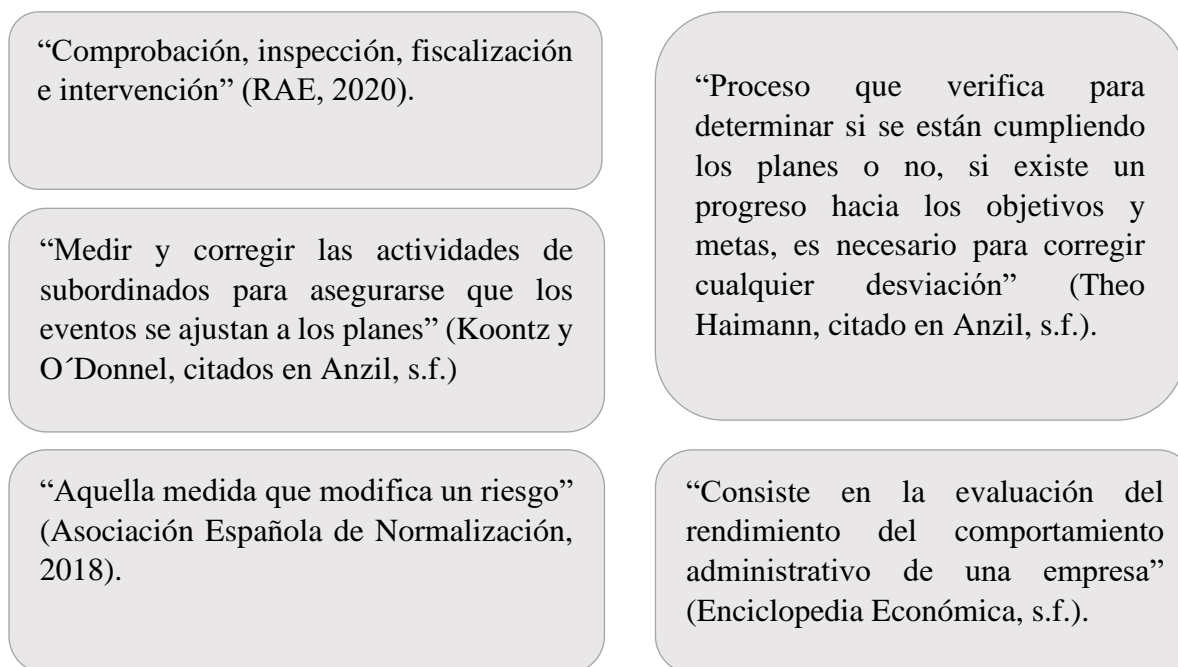 “Comprobación, inspección, fiscalización
e intervención” (RAE, 2020).
“Medir y corregir las actividades de
subordinados para asegurarse que los
eventos se ajustan a los planes” (Koontz y
O´Donnel, citados en Anzil, s.f.)
“Aquella medida que modifica un riesgo”
(Asociación Española de Normalización,
2018).
“Proceso que verifica para
determinar si se están cumpliendo
los planes o no, si existe un
progreso hacia los objetivos y
metas, es necesario para corregir
cualquier desviación” (Theo
Haimann, citado en Anzil, s.f.).
“Consiste en la evaluación del
rendimiento del comportamiento
administrativo de una empresa”
(Enciclopedia Económica, s.f.).